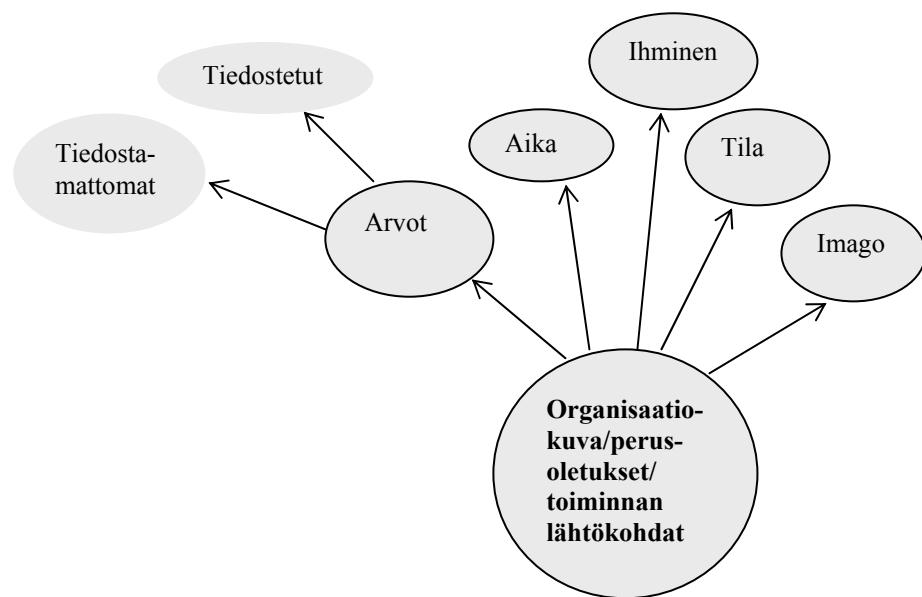 Ihminen
Tiedostetut
Aika
Tila
Tiedosta-
mattomat
Arvot
Imago
Organisaatio-
kuva/perus-
oletukset/
toiminnan
lähtökohdat